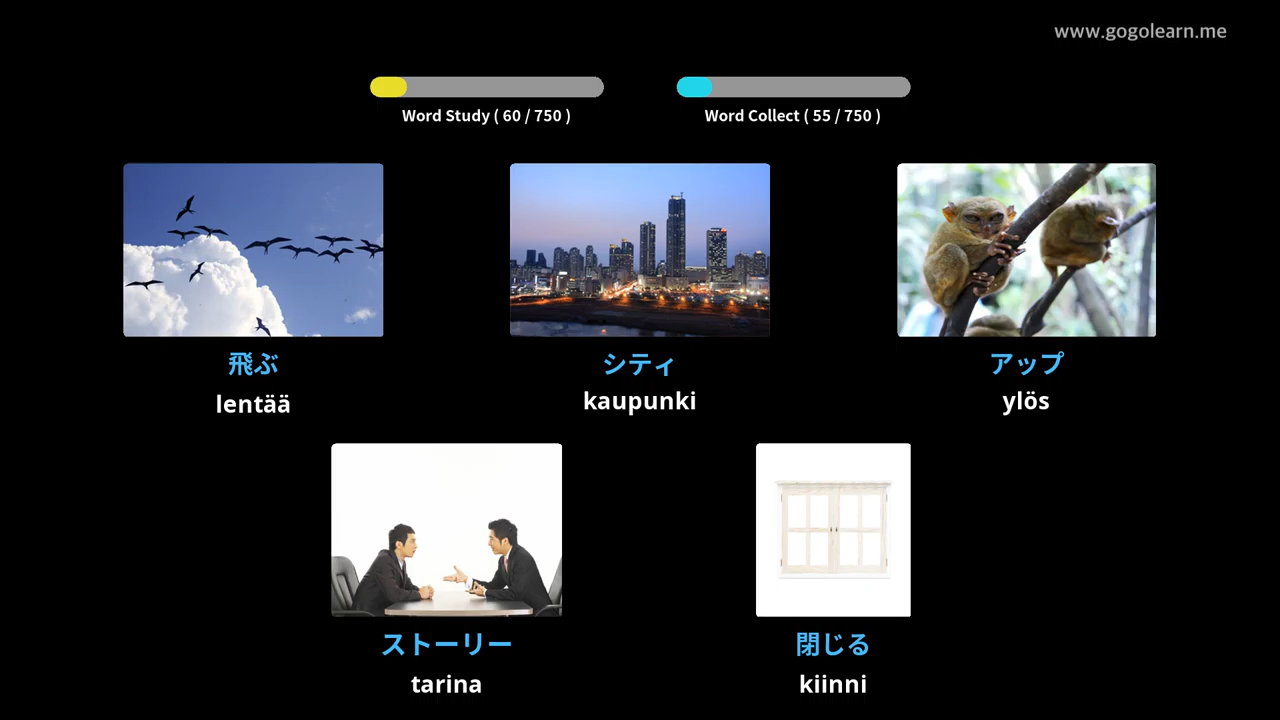 www.gogolearn.me
Word Study ( 60 / 750 )
Word Collect ( 55 / 750 )
飛ぶ
lentää
シティ
kaupunki
アップ
ylös
ストーリー
tarina
閉じる
kiinni